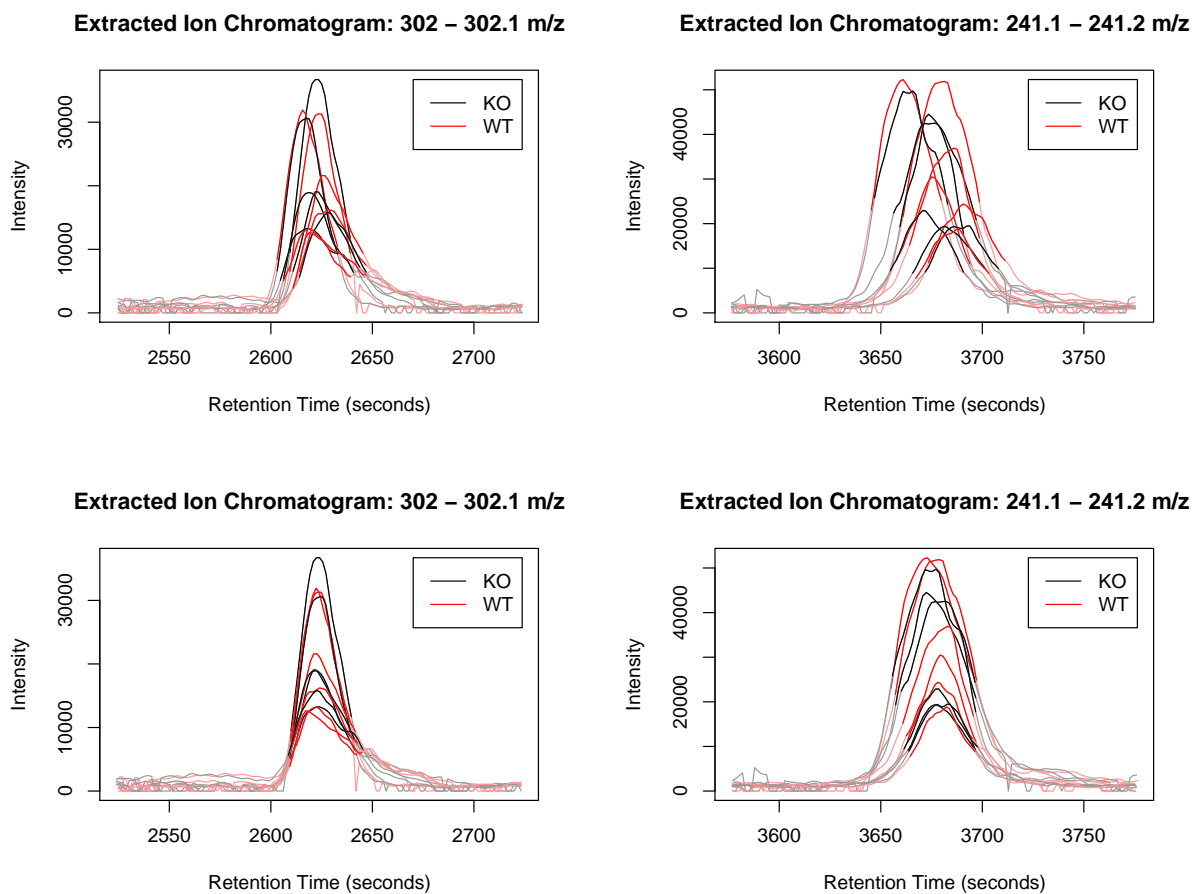 Extracted Ion Chromatogram: 302 – 302.1 m/z
Intensity
0 10000 30000
KO
WT
2550 2600 2650 2700
Retention Time (seconds)
Extracted Ion Chromatogram: 241.1 – 241.2 m/z
Intensity
0 20000 40000
KO
WT
3600 3650 3700 3750
Retention Time (seconds)
Extracted Ion Chromatogram: 302 – 302.1 m/z
Intensity
0 10000 30000
KO
WT
2550 2600 2650 2700
Retention Time (seconds)
Extracted Ion Chromatogram: 241.1 – 241.2 m/z
Intensity
0 20000 40000
KO
WT
3600 3650 3700 3750
Retention Time (seconds)